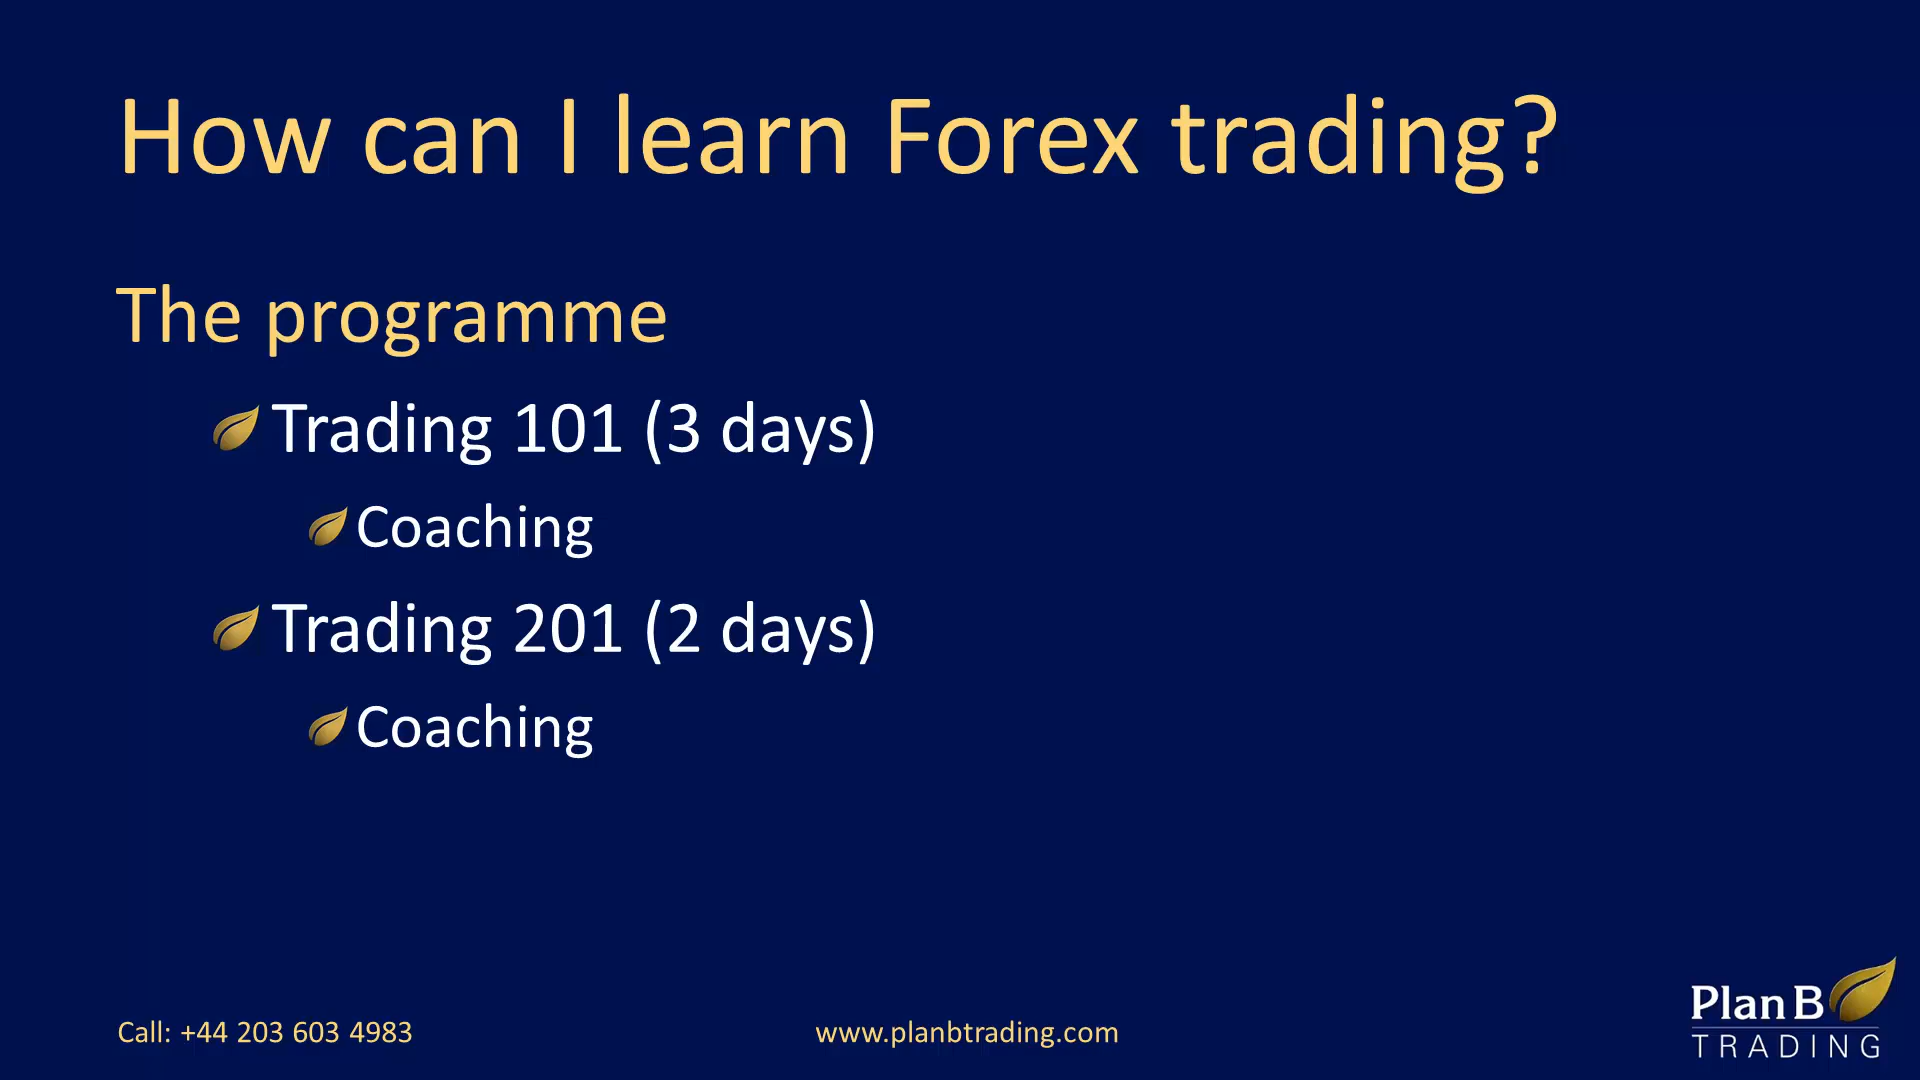 How can I learn Forex trading?
The programme
Trading 101 (3 days)
Coaching
Trading 201 (2 days)
Coaching
Call: +44 203 603 4983
www.planbtrading.com
Plan B
TRADING